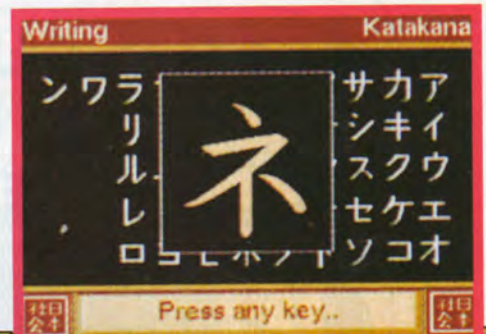 Writing
Katakana
アイウエオ
カキクケコ
サシスセソ
ネ
ラリルレロ
ワ
ン
Press any key..